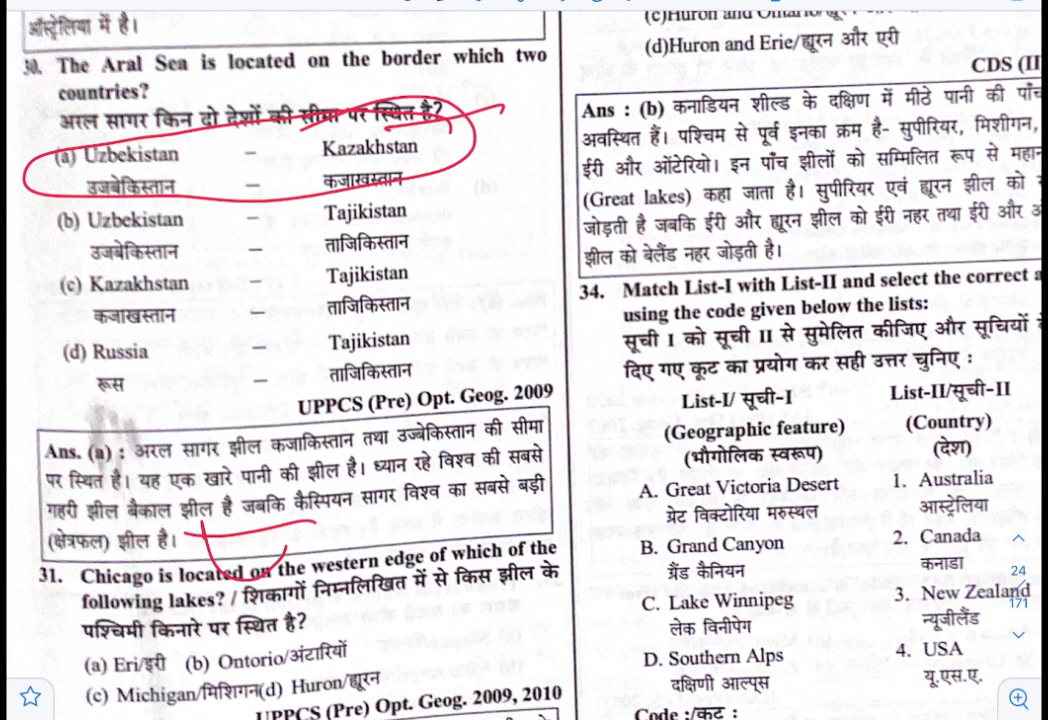 ऑस्ट्रेलिया में है।
30. The Aral Sea is located on the border which two
countries?
अरल सागर किन दो देशों की सीमा पर स्थित है?
(a) Uzbekistan – Kazakhstan
उजबेकिस्तान – कजाखस्तान
(b) Uzbekistan – Tajikistan
उजबेकिस्तान – ताजिकिस्तान
(c) Kazakhstan – Tajikistan
कजाखस्तान – ताजिकिस्तान
(d) Russia – Tajikistan
रूस – ताजिकिस्तान
UPPCS (Pre) Opt. Geog. 2009
Ans. (a) : अरल सागर झील कजाकिस्तान तथा उज्बेकिस्तान की सीमा
पर स्थित है। यह एक खारे पानी की झील है। ध्यान रहे विश्व की सबसे
गहरी झील बैकाल झील है जबकि कैस्पियन सागर विश्व का सबसे बड़ी
(क्षेत्रफल) झील है।
31. Chicago is located on the western edge of which of the
following lakes? / शिकागों निम्नलिखित में से किस झील के
पश्चिमी किनारे पर स्थित है?
(a) Eri/इरी (b) Ontorio/अंटारियों
(c) Michigan/मिशिगन(d) Huron/ह्यूरन
UPPCS (Pre) Opt. Geog. 2009, 2010
(c)Huron and
(d)Huron and Erie/ह्यूरन और एरी
CDS (II
Ans : (b) कनाडियन शील्ड के दक्षिण में मीठे पानी की पाँच
अवस्थित हैं। पश्चिम से पूर्व इनका क्रम है- सुपीरियर, मिशीगन,
ईरी और ऑटेरियो। इन पाँच झीलों को सम्मिलित रूप से महान
(Great lakes) कहा जाता है। सुपीरियर एवं ह्यूरन झील को
जोड़ती है जबकि ईरी और ह्यूरन झील को ईरी नहर तथा ईरी और
झील को बेलैंड नहर जोड़ती है।
34. Match List-I with List-II and select the correct a
using the code given below the lists:
सूची I को सूची II से सुमेलित कीजिए और सूचियों
दिए गए कूट का प्रयोग कर सही उत्तर चुनिए :
List-I/ सूची-I List-II/सूची-II
(Geographic feature) (Country)
(भौगोलिक स्वरूप) (देश)
A. Great Victoria Desert 1. Australia
ग्रेट विक्टोरिया मरुस्थल आस्ट्रेलिया
B. Grand Canyon 2. Canada
ग्रैंड कैनियन कनाडा
24
C. Lake Winnipeg 3. New Zealand
171
लेक विनीपेग न्यूजीलैंड
D. Southern Alps 4. USA
दक्षिणी आल्प्स यू.एस.ए.
Code :/कूट :